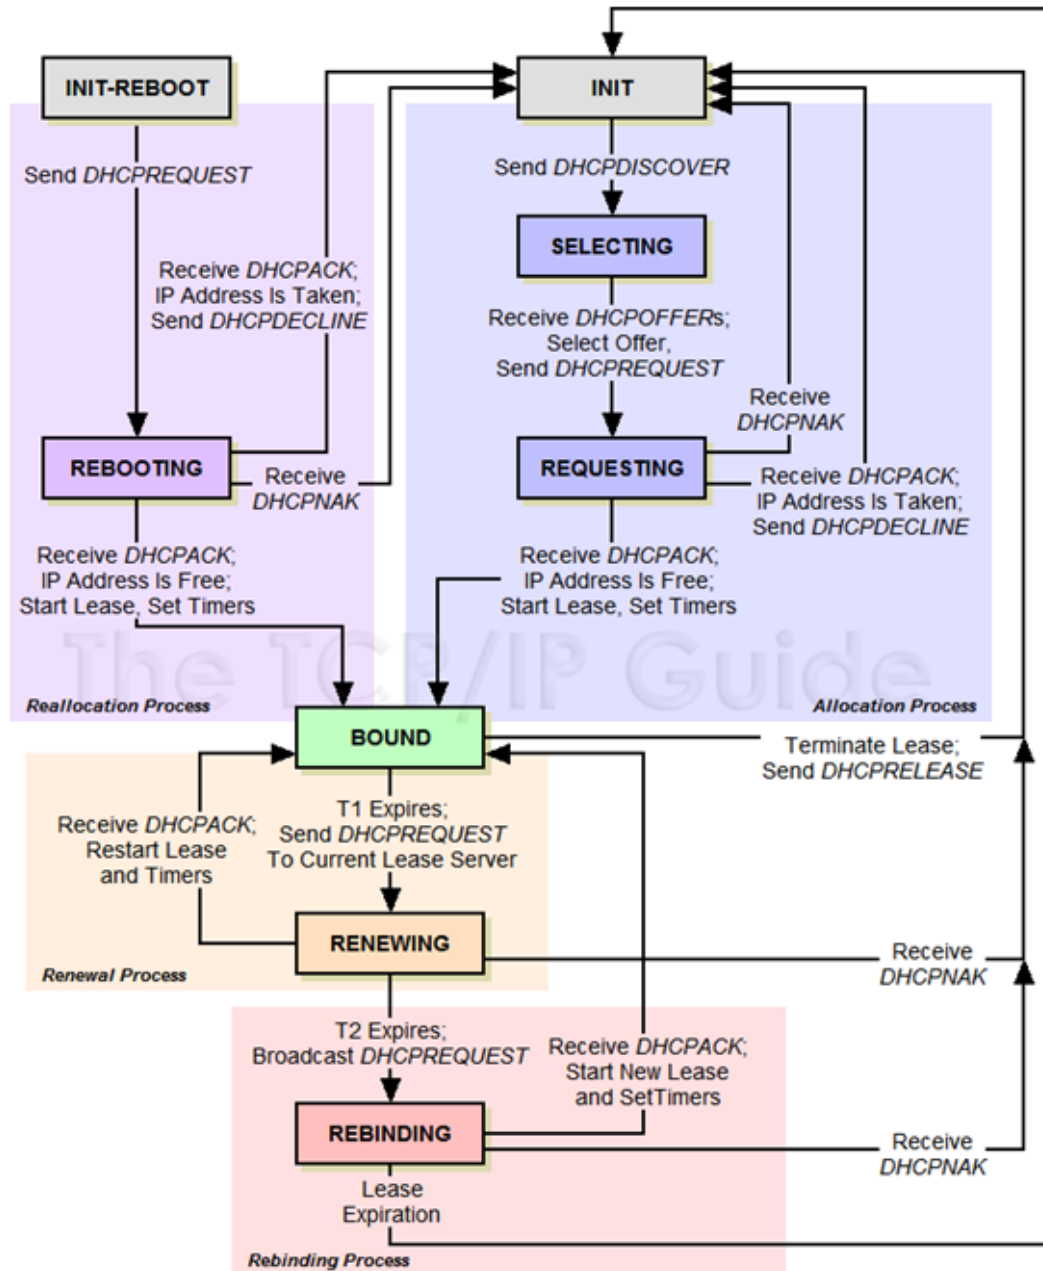 INIT-REBOOT
INIT
Send DHCPREQUEST
Send DHCPDISCOVER
SELECTING
Receive DHCPACK;
IP Address Is Taken;
Send DHCPDECLINE
Receive DHCPOFFERs;
Select Offer,
Send DHCPREQUEST
Receive
DHCPNAK
REBOOTING
Receive
DHCPNAK
REQUESTING
Receive DHCPACK;
IP Address Is Taken;
Send DHCPDECLINE
Receive DHCPACK;
IP Address Is Free;
Start Lease, Set Timers
Receive DHCPACK;
IP Address Is Free;
Start Lease, Set Timers
The TCP/IP Guide
Reallocation Process
Allocation Process
BOUND
Terminate Lease;
Send DHCPRELEASE
Receive DHCPACK;
Restart Lease
and Timers
T1 Expires;
Send DHCPREQUEST
To Current Lease Server
RENEWING
Receive
DHCPNAK
Renewal Process
T2 Expires;
Broadcast DHCPREQUEST
Receive DHCPACK;
Start New Lease
and SetTimers
REBINDING
Receive
DHCPNAK
Lease
Expiration
Rebinding Process